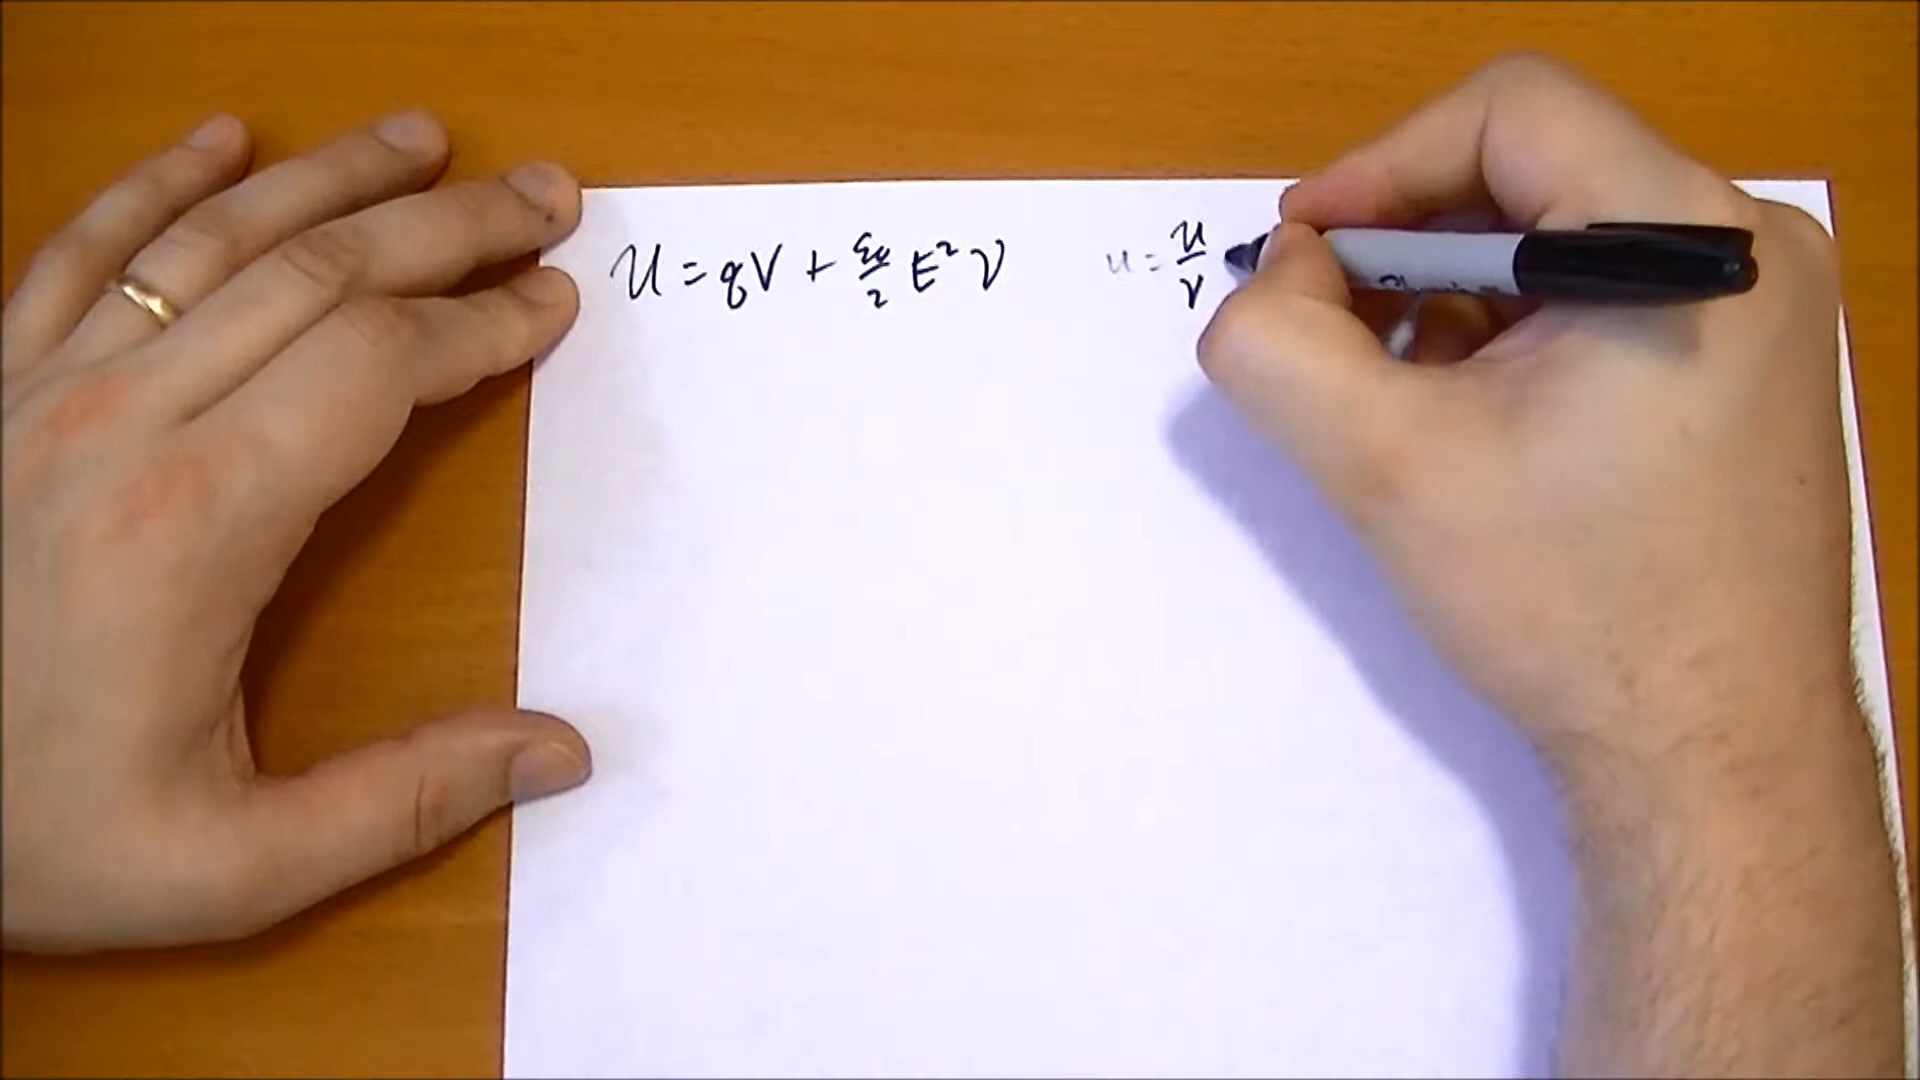 𝒰 = qV + ε₀/2 E² 𝒱    u = 𝒰/𝒱